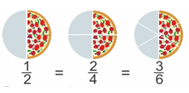 1/2 = 2/4 = 3/6